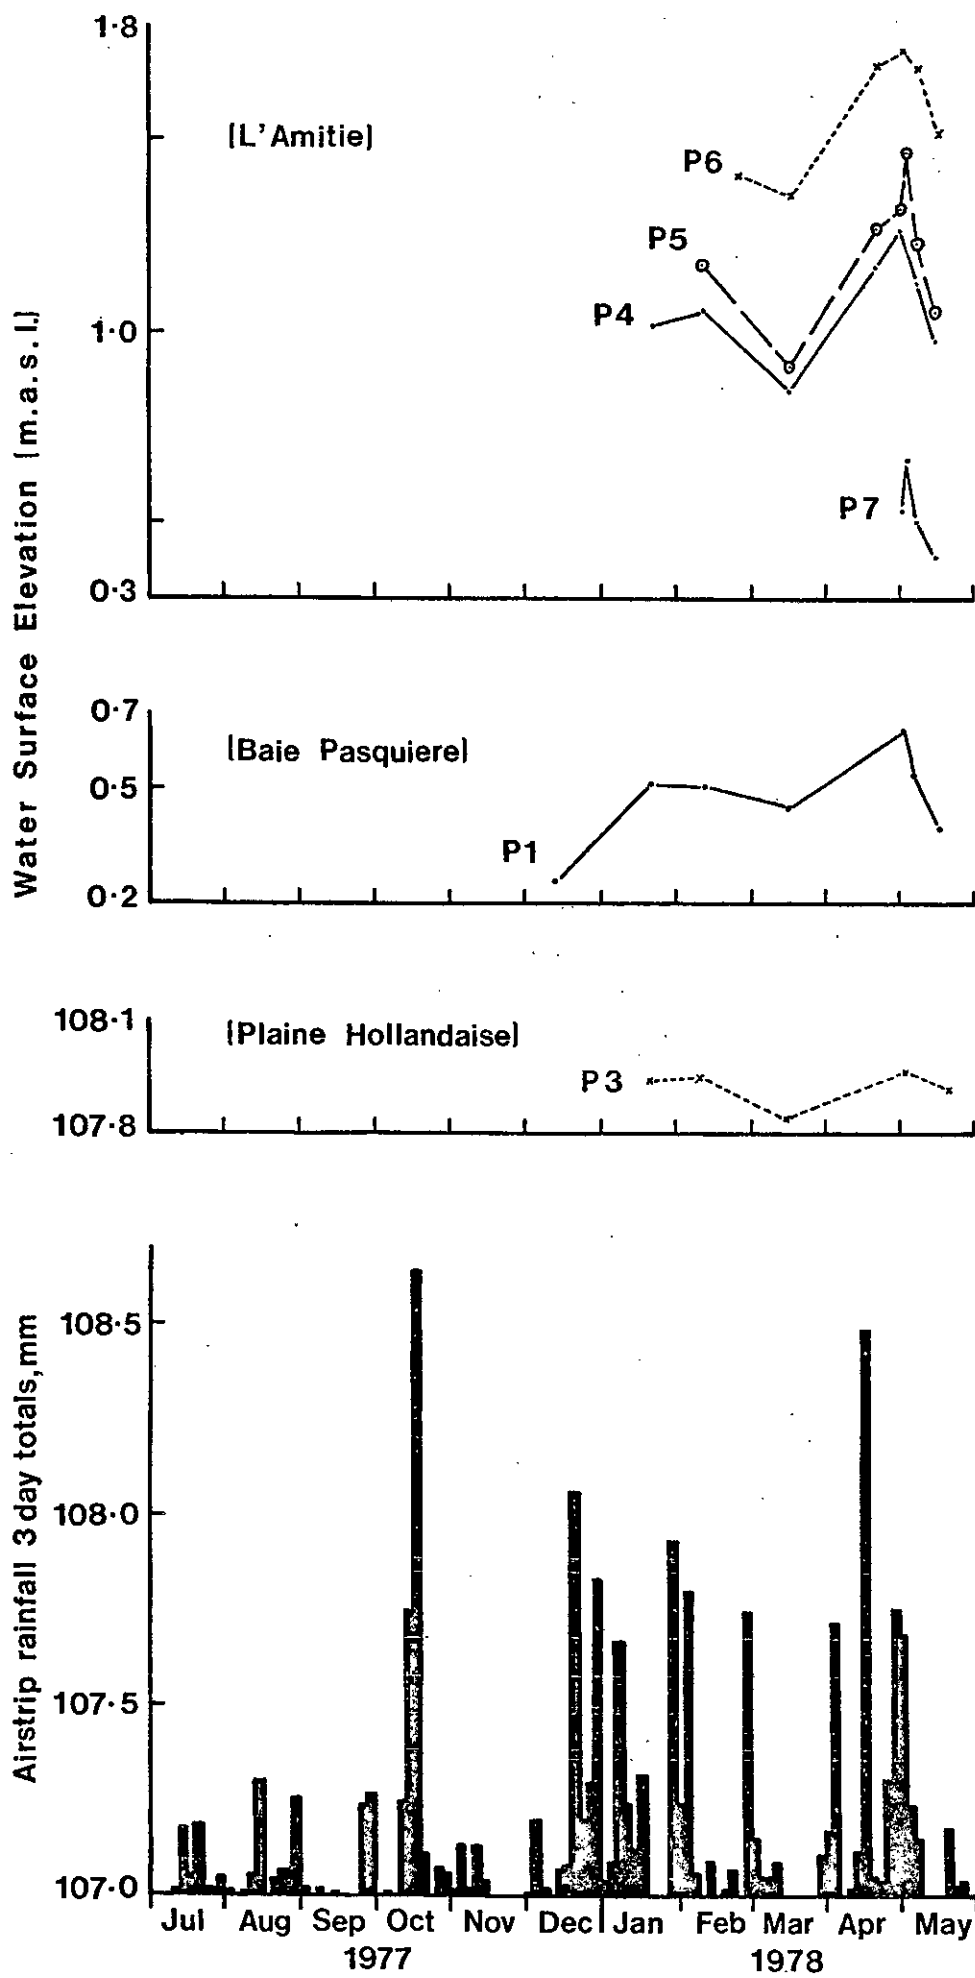 Water Surface Elevation (m.a.s.l.)
1·8
1·0
0·3
(L'Amitie)
P6
P5
P4
P7
0·7
0·5
0·2
(Baie Pasquiere)
P1
108·1
107·8
(Plaine Hollandaise)
P3
Airstrip rainfall 3 day totals,mm
108·5
108·0
107·5
107·0
Jul Aug Sep Oct Nov Dec Jan Feb Mar Apr May
1977 1978